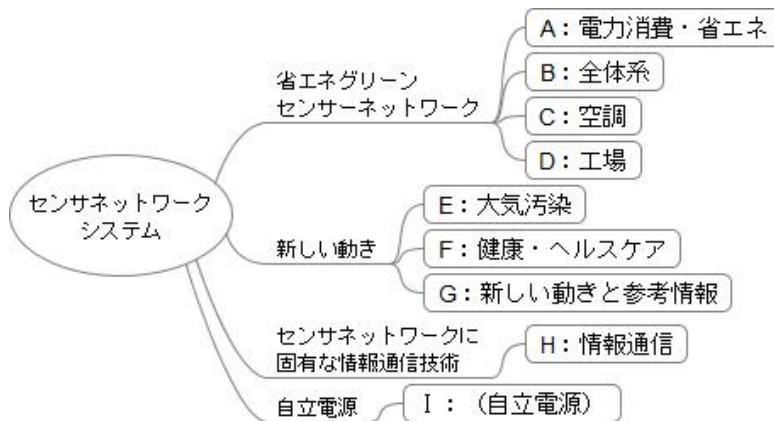 センサネットワーク
システム
省エネグリーン
センサーネットワーク
A：電力消費・省エネ
B：全体系
C：空調
D：工場
新しい動き
E：大気汚染
F：健康・ヘルスケア
G：新しい動きと参考情報
センサネットワークに
固有な情報通信技術
H：情報通信
自立電源
I：（自立電源）